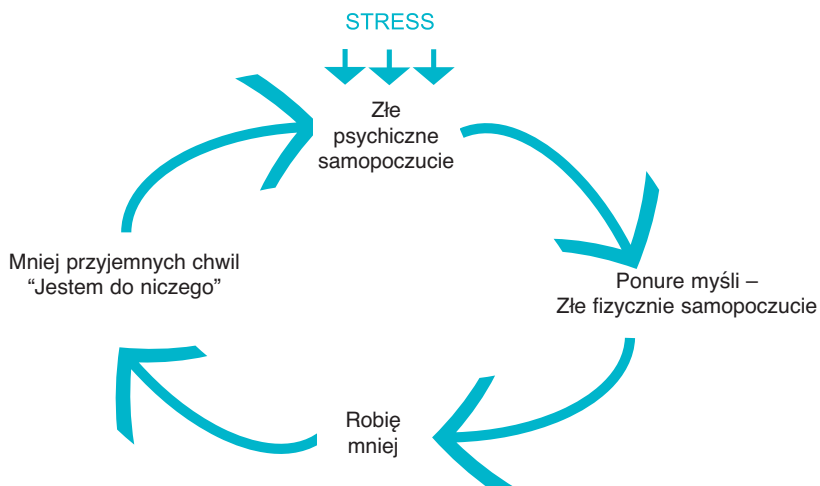 STRESS
Złe
psychiczne
samopoczucie
Ponure myśli –
Złe fizycznie samopoczucie
Robię
mniej
Mniej przyjemnych chwil
“Jestem do niczego”